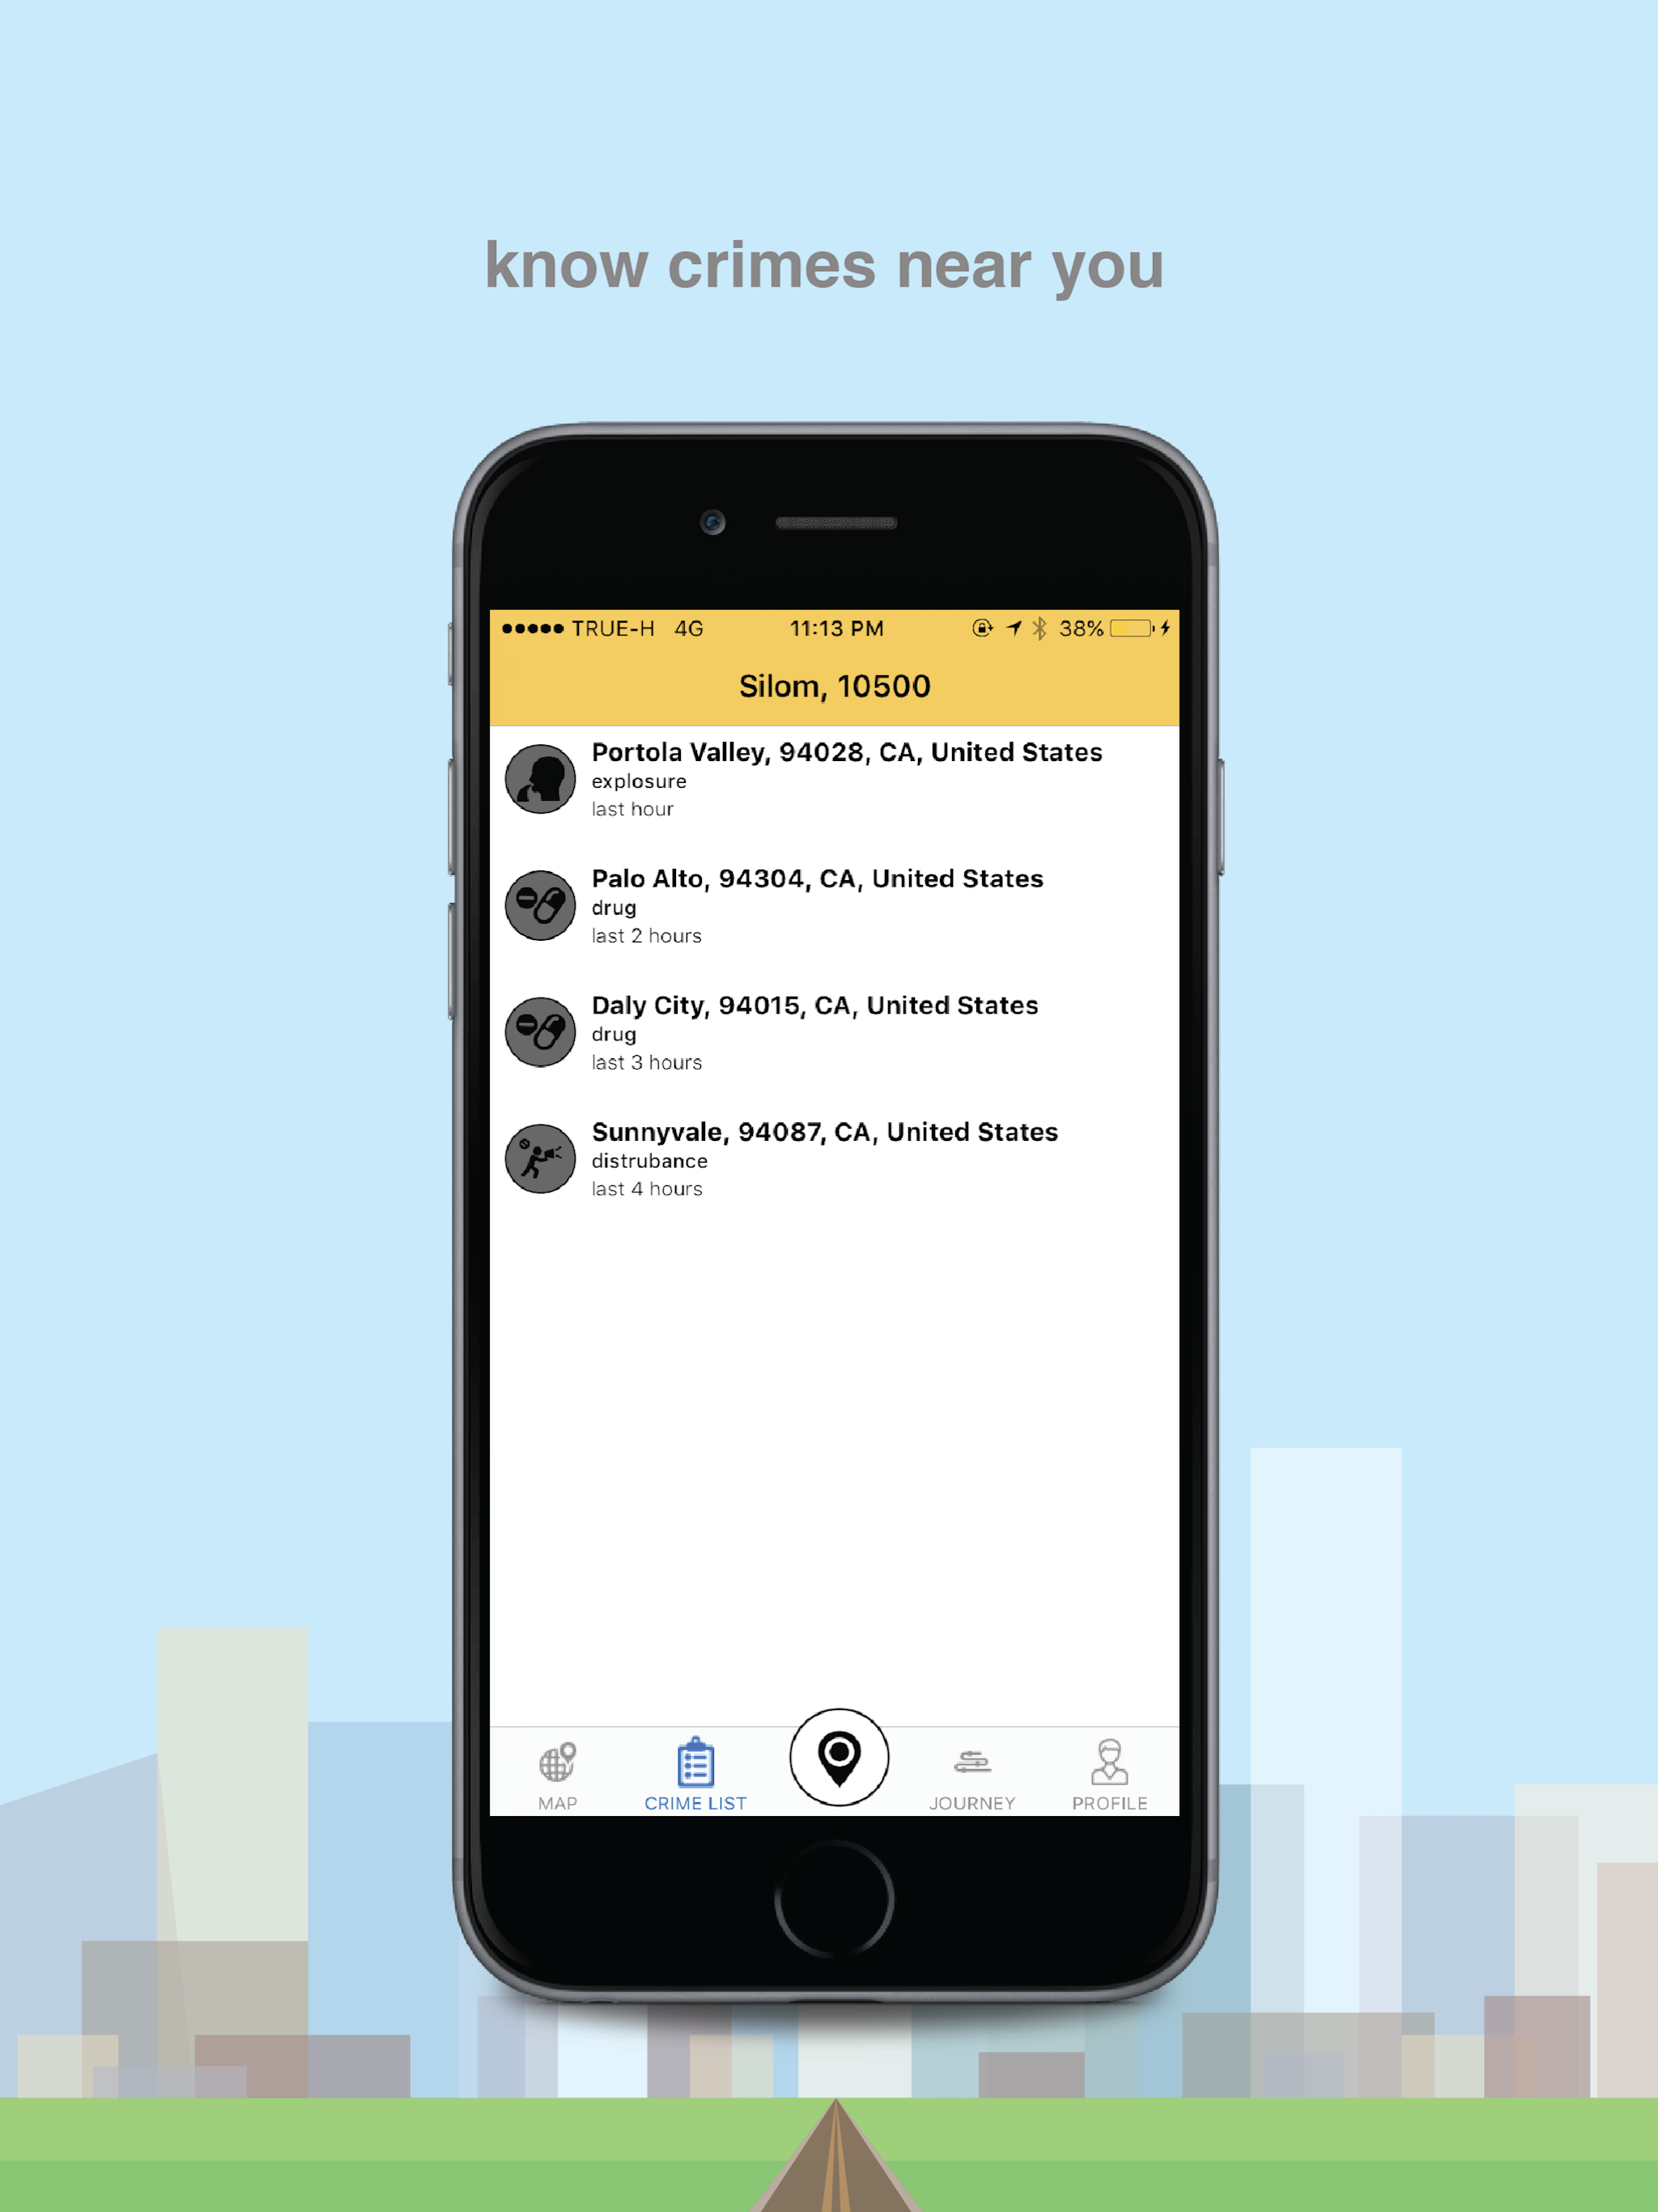 know crimes near you
●●●●● TRUE-H 4G 11:13 PM 38%
Silom, 10500
Portola Valley, 94028, CA, United States
explosure
last hour
Palo Alto, 94304, CA, United States
drug
last 2 hours
Daly City, 94015, CA, United States
drug
last 3 hours
Sunnyvale, 94087, CA, United States
distrubance
last 4 hours
MAP CRIME LIST JOURNEY PROFILE